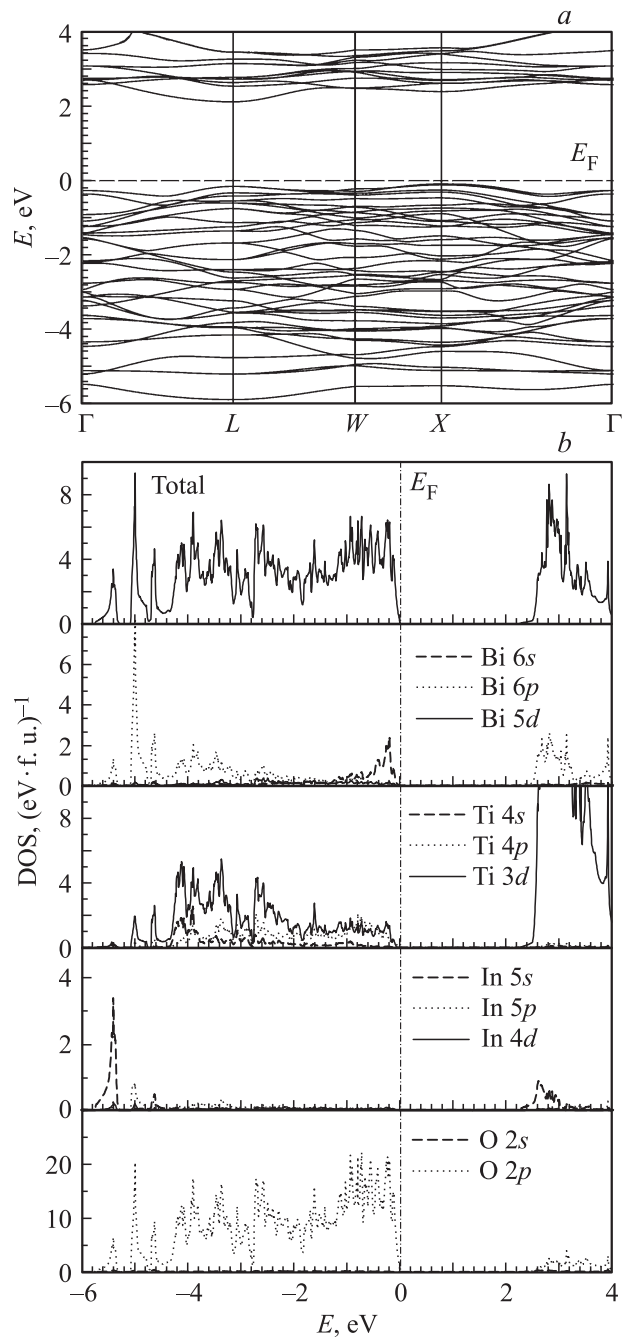 a
4
2
0
–2
–4
–6
E, eV
E_F
Γ L W X Γ
b
Total
E_F
8
4
0
Bi 6s
Bi 6p
Bi 5d
6
4
2
0
DOS, (eV · f. u.)⁻¹
Ti 4s
Ti 4p
Ti 3d
8
4
0
In 5s
In 5p
In 4d
4
2
0
O 2s
O 2p
20
10
0
–6 –4 –2 0 2 4
E, eV